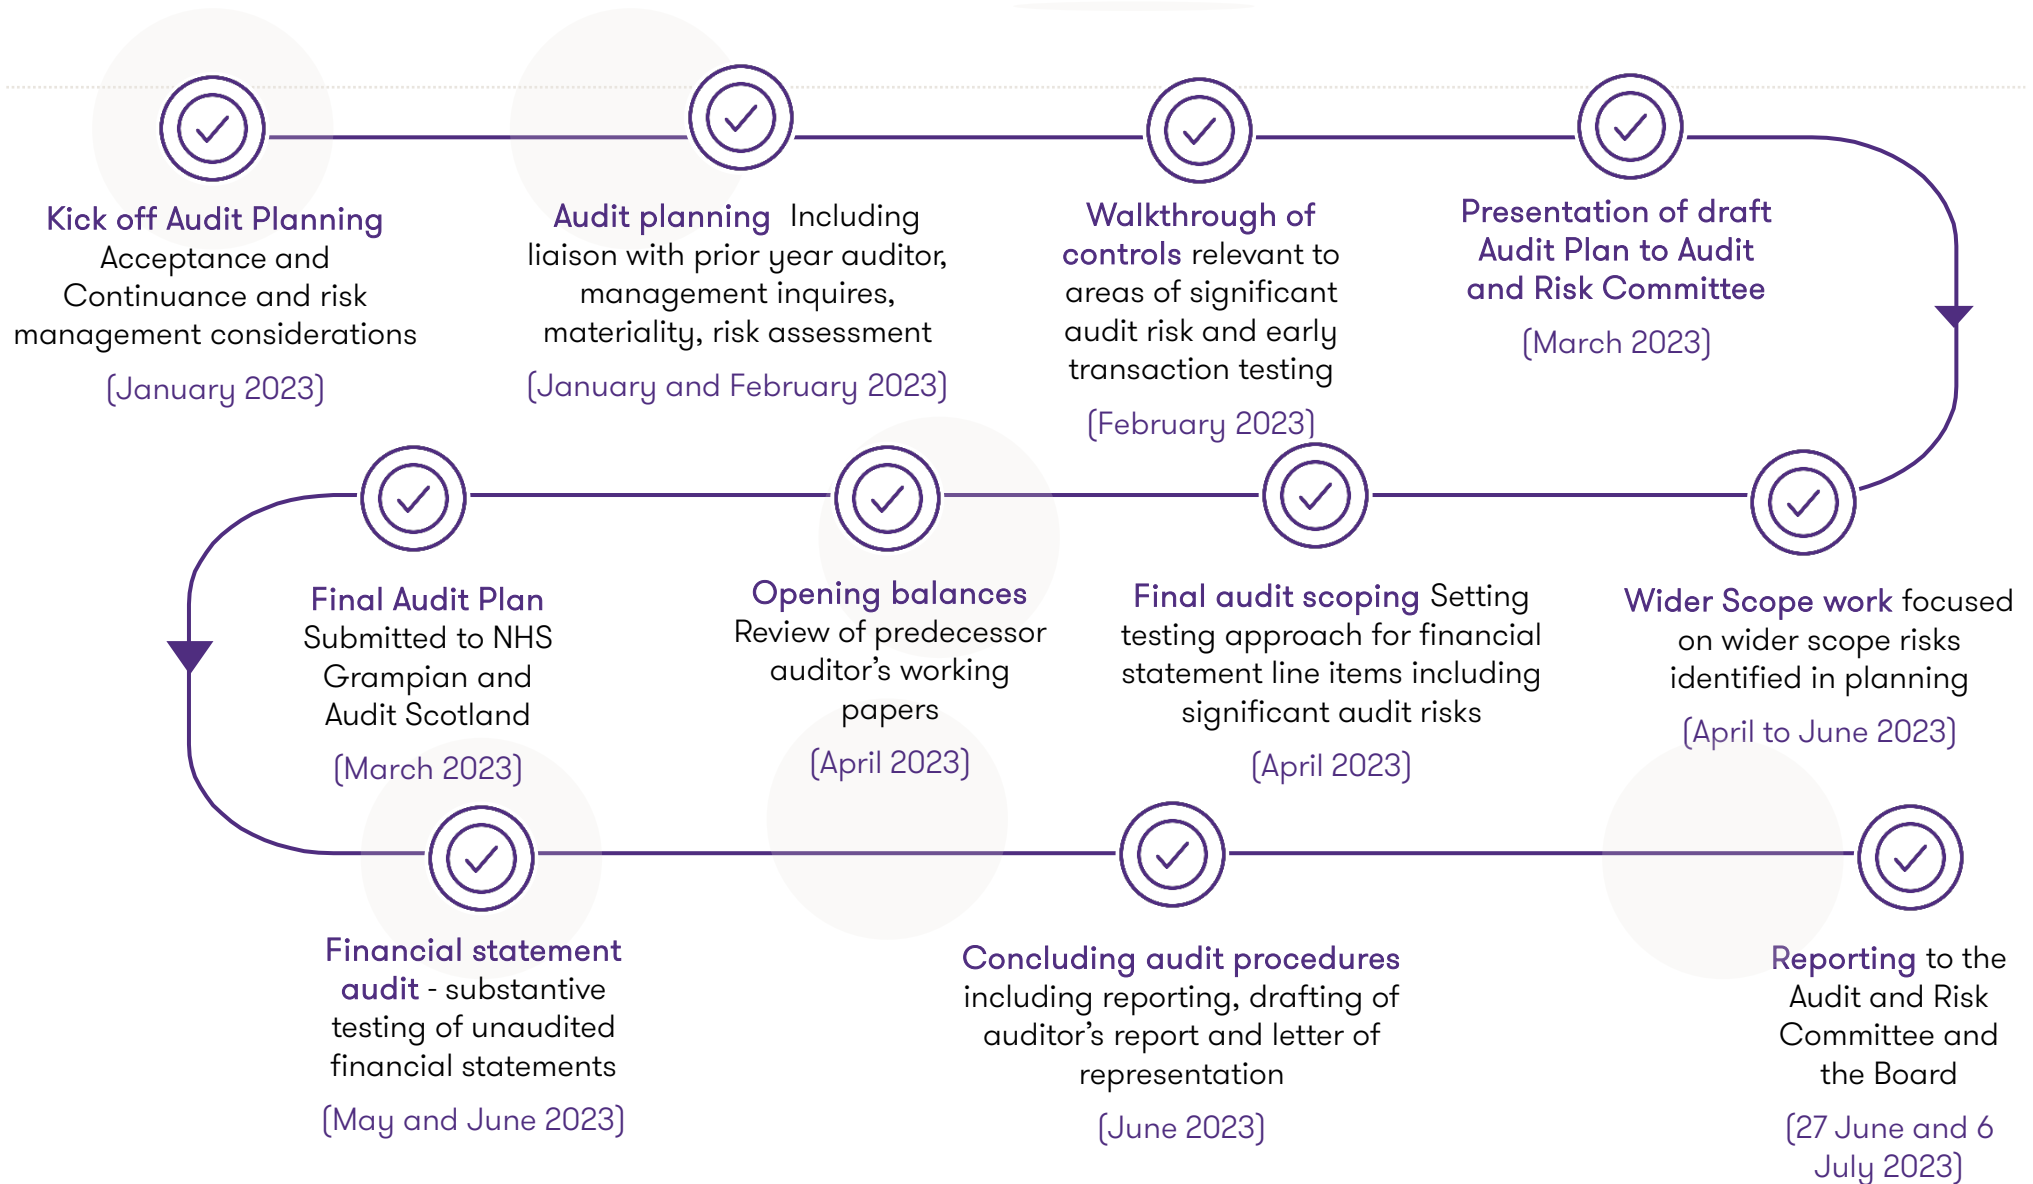 Kick off Audit Planning
Acceptance and
Continuance and risk
management considerations
(January 2023)
Audit planning Including
liaison with prior year auditor,
management inquires,
materiality, risk assessment
(January and February 2023)
Walkthrough of
controls relevant to
areas of significant
audit risk and early
transaction testing
(February 2023)
Presentation of draft
Audit Plan to Audit
and Risk Committee
(March 2023)
Final Audit Plan
Submitted to NHS
Grampian and
Audit Scotland
(March 2023)
Opening balances
Review of predecessor
auditor's working
papers
(April 2023)
Final audit scoping Setting
testing approach for financial
statement line items including
significant audit risks
(April 2023)
Wider Scope work focused
on wider scope risks
identified in planning
(April to June 2023)
Financial statement
audit - substantive
testing of unaudited
financial statements
(May and June 2023)
Concluding audit procedures
including reporting, drafting of
auditor's report and letter of
representation
(June 2023)
Reporting to the
Audit and Risk
Committee and
the Board
(27 June and 6
July 2023)